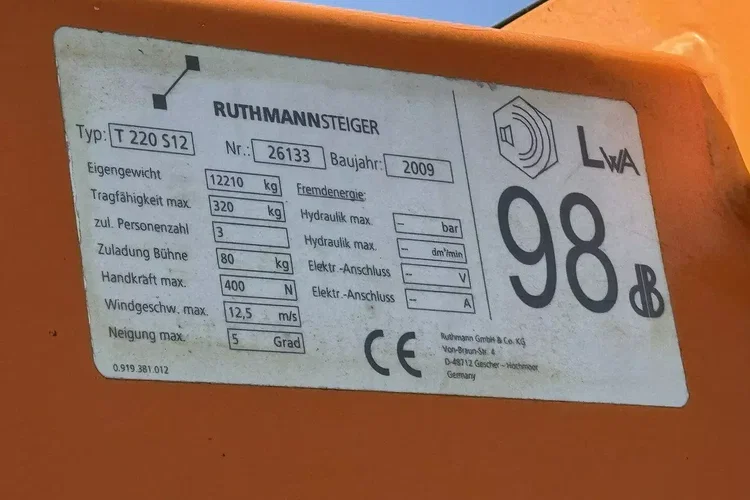 RUTHMANNSTEIGER
Typ: T 220 S12 Nr.: 26133 Baujahr: 2009
Eigengewicht 12210 kg
Tragfähigkeit max. 320 kg
zul. Personenzahl 3
Zuladung Bühne 80 kg
Handkraft max. 400 N
Windgeschw. max. 12,5 m/s
Neigung max. 5 Grad
0.919.381.012
Fremdenergie:
Hydraulik max. -- bar
Hydraulik max. -- dm³/min
Elektr.-Anschluss -- V
Elektr.-Anschluss -- A
CE
Ruthmann GmbH & Co. KG
Von-Braun-Str. 4
D-48712 Gescher - Hochmoor
Germany
LWA
98 dB